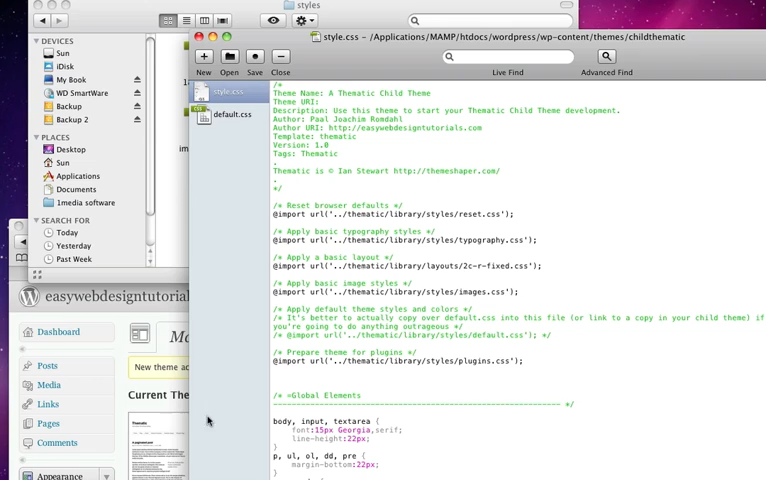 styles
DEVICES
Sun
iDisk
My Book
WD SmartWare
Backup
Backup 2
PLACES
Desktop
Sun
Applications
Documents
1media software
SEARCH FOR
Today
Yesterday
Past Week
style.css – /Applications/MAMP/htdocs/wordpress/wp-content/themes/childthematic
New
Open
Save
Close
Live Find
Advanced Find
style.css
default.css
/*
Theme Name: A Thematic Child Theme
Theme URI:
Description: Use this theme to start your Thematic Child Theme development.
Author: Paal Joachim Romdahl
Author URI: http://easywebdesigntutorials.com
Template: thematic
Version: 1.0
Tags: Thematic
.
Thematic is © Ian Stewart http://themeshaper.com/
.
*/
/* Reset browser defaults */
@import url('../thematic/library/styles/reset.css');
/* Apply basic typography styles */
@import url('../thematic/library/styles/typography.css');
/* Apply a basic layout */
@import url('../thematic/library/layouts/2c-r-fixed.css');
/* Apply basic image styles */
@import url('../thematic/library/styles/images.css');
/* Apply default theme styles and colors */
/* It's better to actually copy over default.css into this file (or link to a copy in your child theme) if
you're going to do anything outrageous */
/* @import url('../thematic/library/styles/default.css'); */
/* Prepare theme for plugins */
@import url('../thematic/library/styles/plugins.css');
/* =Global Elements
-------------------------------------------------------------- */
body, input, textarea {
font:15px Georgia,serif;
line-height:22px;
}
p, ul, ol, dd, pre {
margin-bottom:22px;
}
easywebdesigntutorial
Dashboard
Posts
Media
Links
Pages
Comments
Appearance
New theme ac
Current The
Thematic